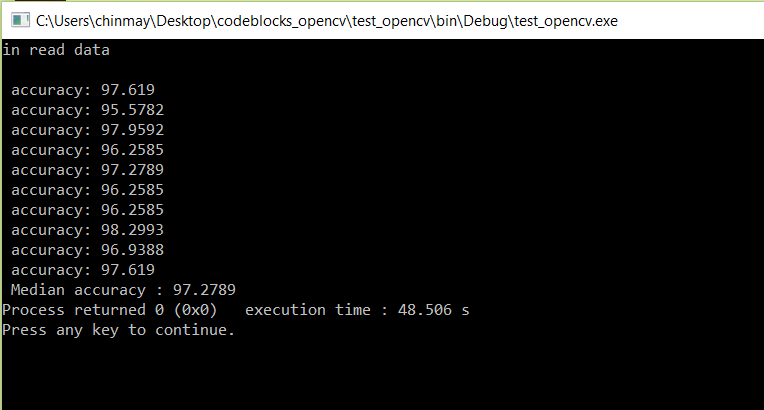 C:\Users\chinmay\Desktop\codeblocks_opencv\test_opencv\bin\Debug\test_opencv.exe
in read data
accuracy: 97.619
accuracy: 95.5782
accuracy: 97.9592
accuracy: 96.2585
accuracy: 97.2789
accuracy: 96.2585
accuracy: 96.2585
accuracy: 98.2993
accuracy: 96.9388
accuracy: 97.619
Median accuracy : 97.2789
Process returned 0 (0x0)   execution time : 48.506 s
Press any key to continue.